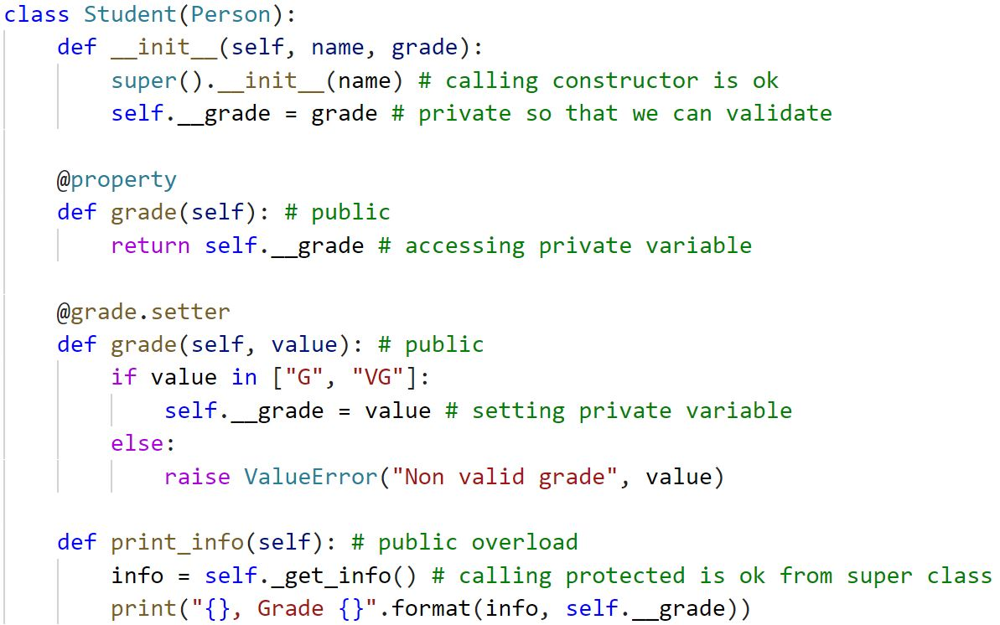 class Student(Person):
    def __init__(self, name, grade):
        super().__init__(name) # calling constructor is ok
        self.__grade = grade # private so that we can validate

    @property
    def grade(self): # public
        return self.__grade # accessing private variable

    @grade.setter
    def grade(self, value): # public
        if value in ["G", "VG"]:
            self.__grade = value # setting private variable
        else:
            raise ValueError("Non valid grade", value)

    def print_info(self): # public overload
        info = self._get_info() # calling protected is ok from super class
        print("{}, Grade {}".format(info, self.__grade))